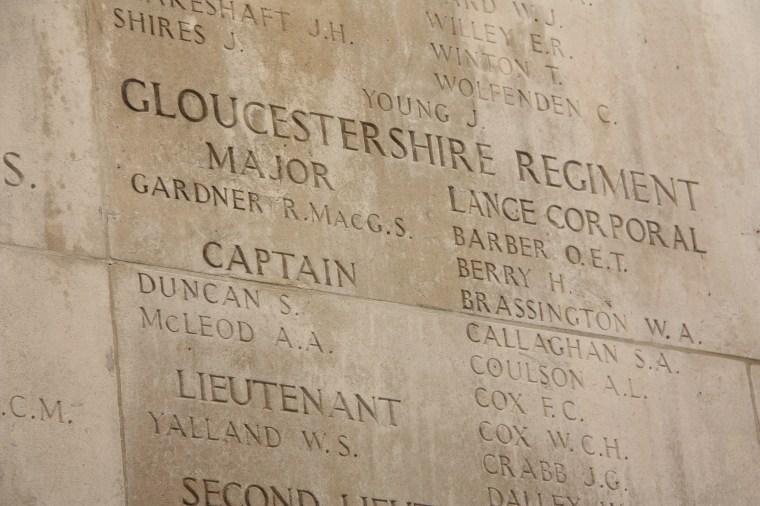 SHIRES J.
J.H.
W.J.
WILLEY E.R.
WINTON T.
WOLFENDEN C.
YOUNG J.
GLOUCESTERSHIRE REGIMENT
MAJOR
GARDNER R.MACG.S.
CAPTAIN
DUNCAN S.
MCLEOD A.A.
LIEUTENANT
YALLAND W.S.
SECOND
LANCE CORPORAL
BARBER O.E.T.
BERRY H.
BRASSINGTON W.A.
CALLAGHAN S.A.
COULSON A.L.
COX F.C.
COX W.C.H.
CRABB J.G.
S.
.C.M.